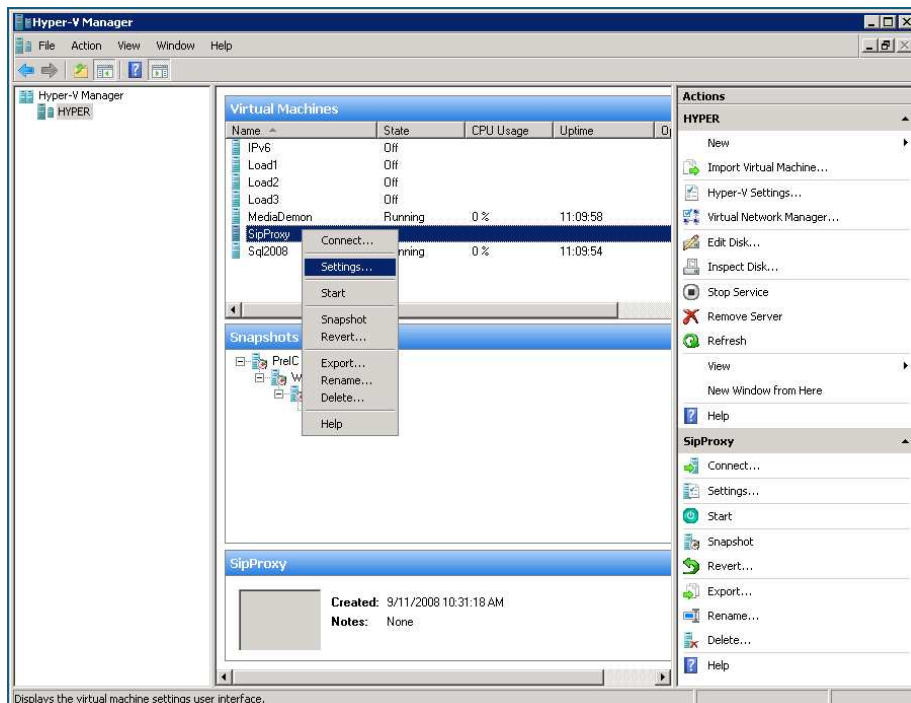 Hyper-V Manager
File Action View Window Help
Hyper-V Manager
HYPER
Virtual Machines
Name State CPU Usage Uptime
IPv6 Off
Load1 Off
Load2 Off
Load3 Off
MediaDemon Running 0 % 11:09:58
SipProxy
Sql2008 nning 0 % 11:09:54
Connect...
Settings...
Start
Snapshot
Revert...
Export...
Rename...
Delete...
Help
Snapshots
PreIC
W
SipProxy
Created: 9/11/2008 10:31:18 AM
Notes: None
Actions
HYPER
New
Import Virtual Machine...
Hyper-V Settings...
Virtual Network Manager...
Edit Disk...
Inspect Disk...
Stop Service
Remove Server
Refresh
View
New Window from Here
Help
SipProxy
Connect...
Settings...
Start
Snapshot
Revert...
Export...
Rename...
Delete...
Help
Displays the virtual machine settings user interface.